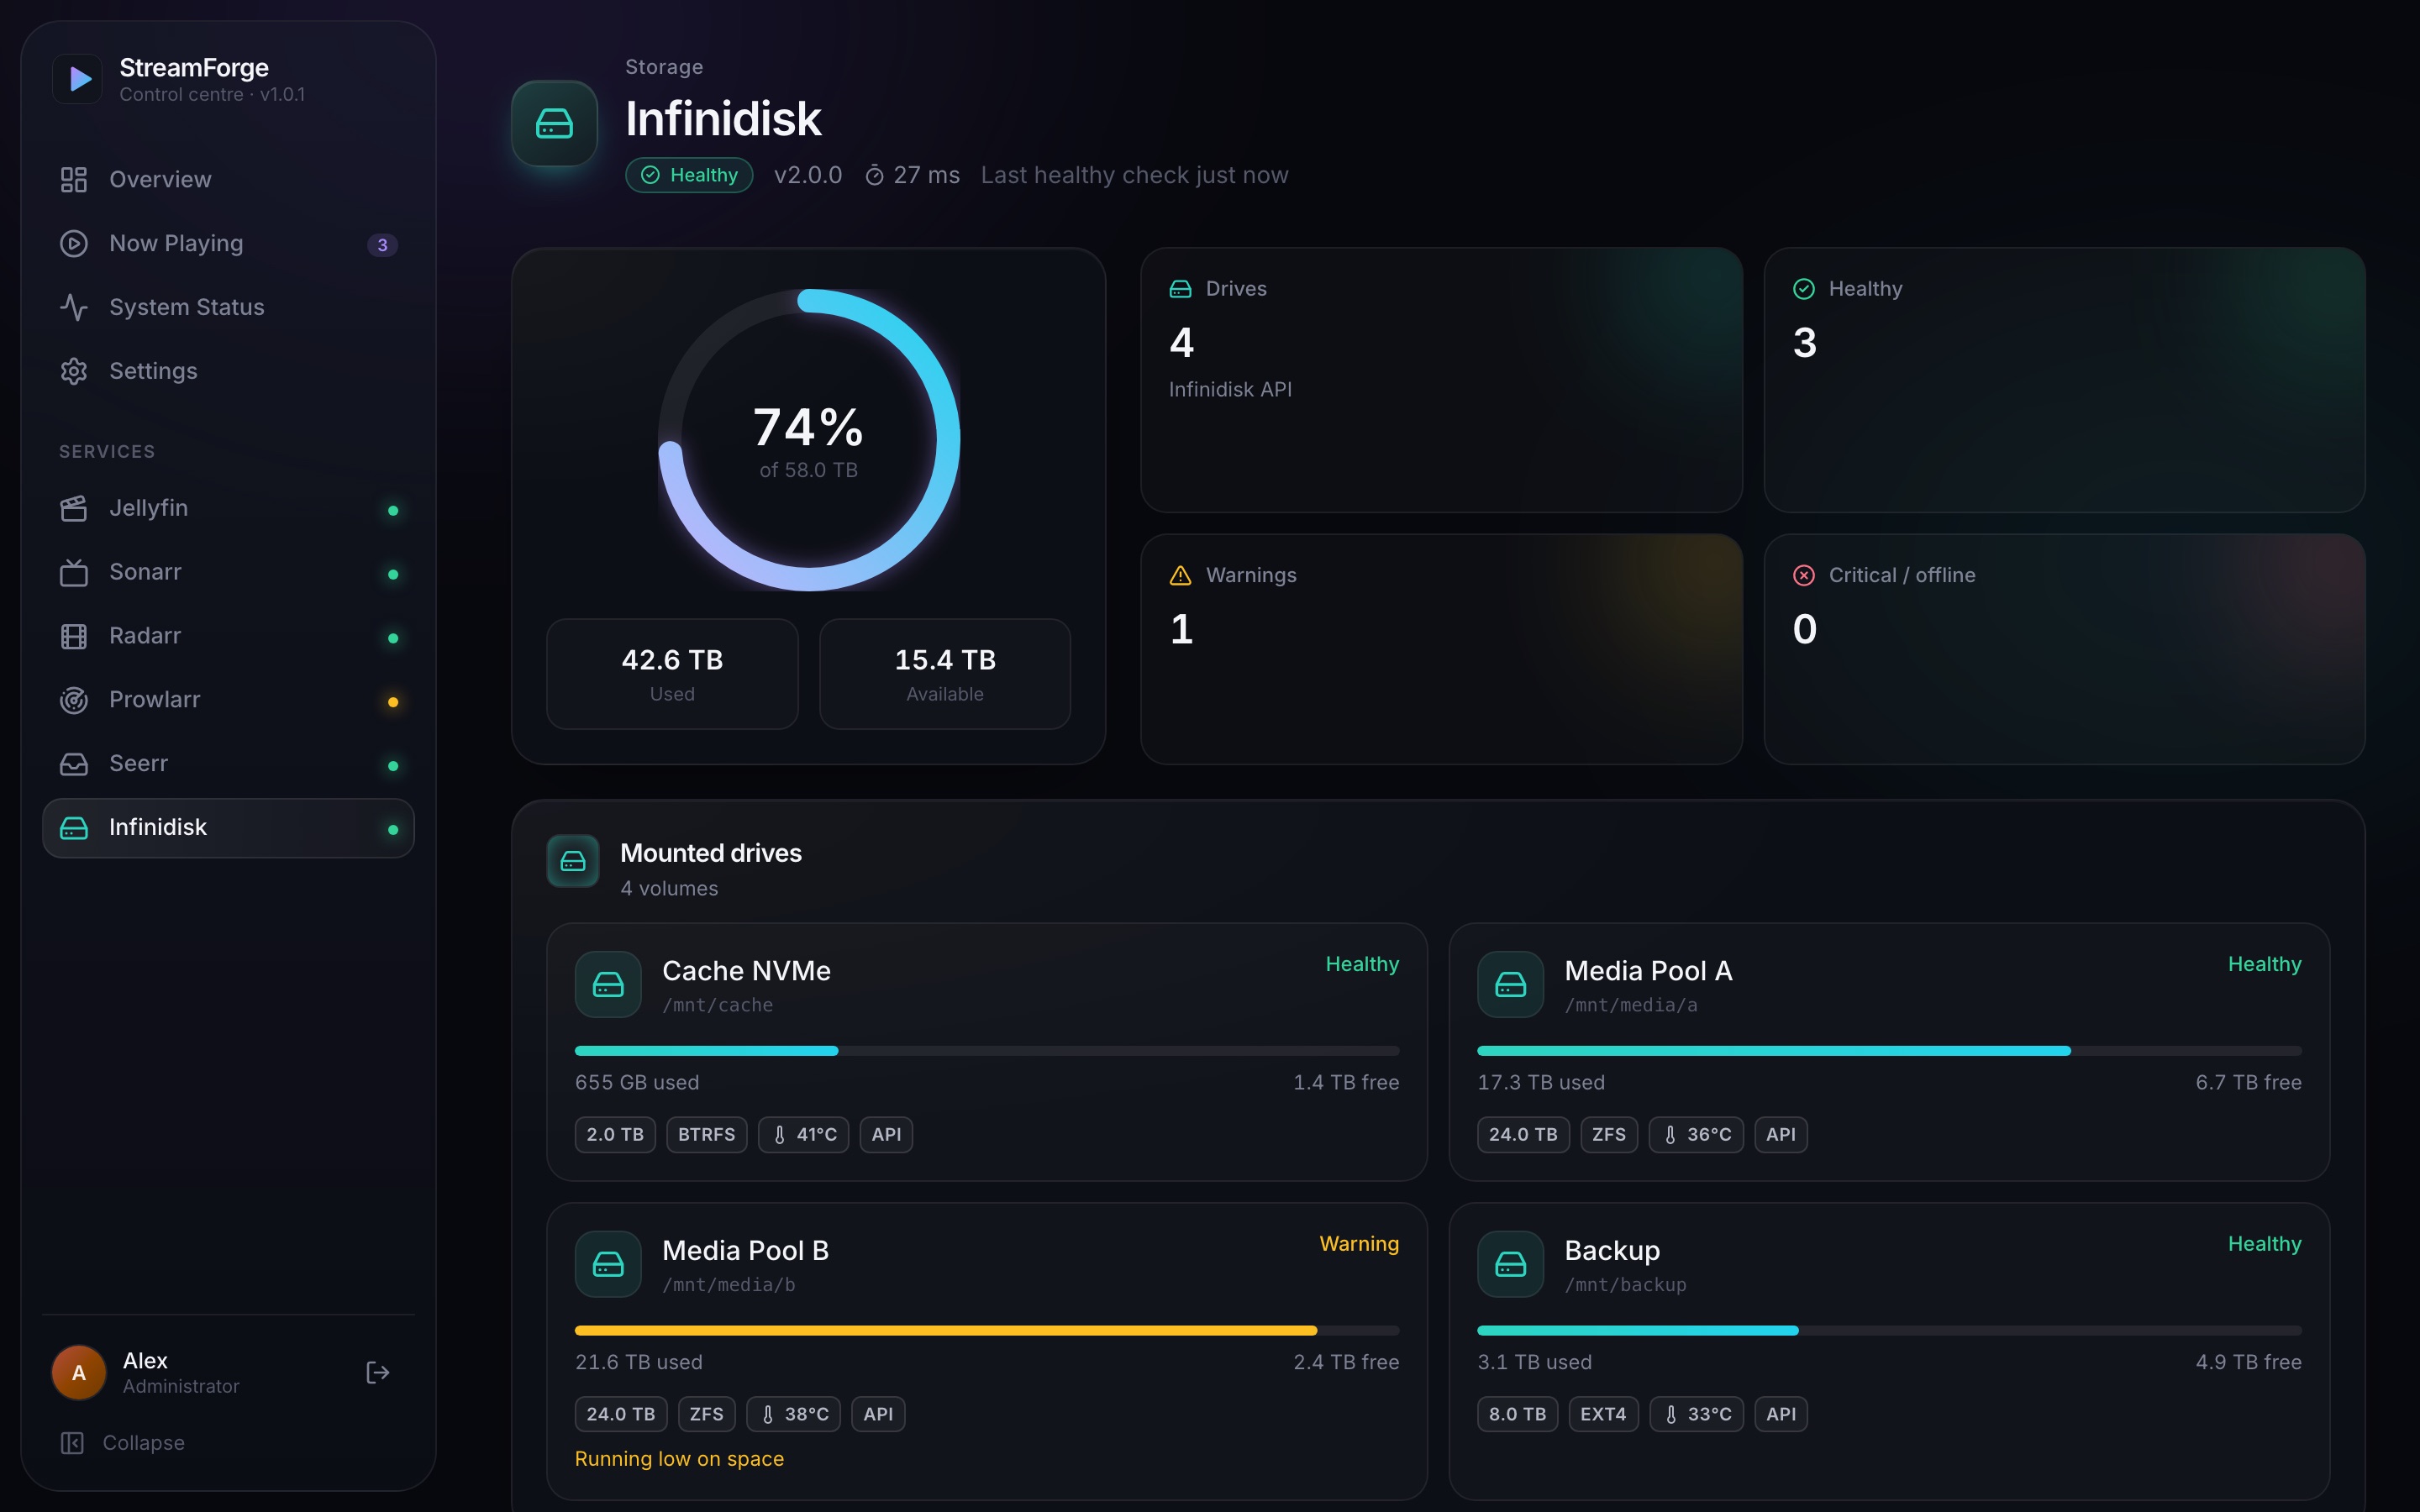 StreamForge
Control centre · v1.0.1
Overview
Now Playing 3
System Status
Settings
SERVICES
Jellyfin
Sonarr
Radarr
Prowlarr
Seerr
Infinidisk
A
Alex
Administrator
Collapse
Storage
Infinidisk
Healthy v2.0.0 27 ms Last healthy check just now
74%
of 58.0 TB
42.6 TB
Used
15.4 TB
Available
Drives
4
Infinidisk API
Healthy
3
Warnings
1
Critical / offline
0
Mounted drives
4 volumes
Cache NVMe Healthy
/mnt/cache
655 GB used 1.4 TB free
2.0 TB BTRFS 41°C API
Media Pool A Healthy
/mnt/media/a
17.3 TB used 6.7 TB free
24.0 TB ZFS 36°C API
Media Pool B Warning
/mnt/media/b
21.6 TB used 2.4 TB free
24.0 TB ZFS 38°C API
Running low on space
Backup Healthy
/mnt/backup
3.1 TB used 4.9 TB free
8.0 TB EXT4 33°C API